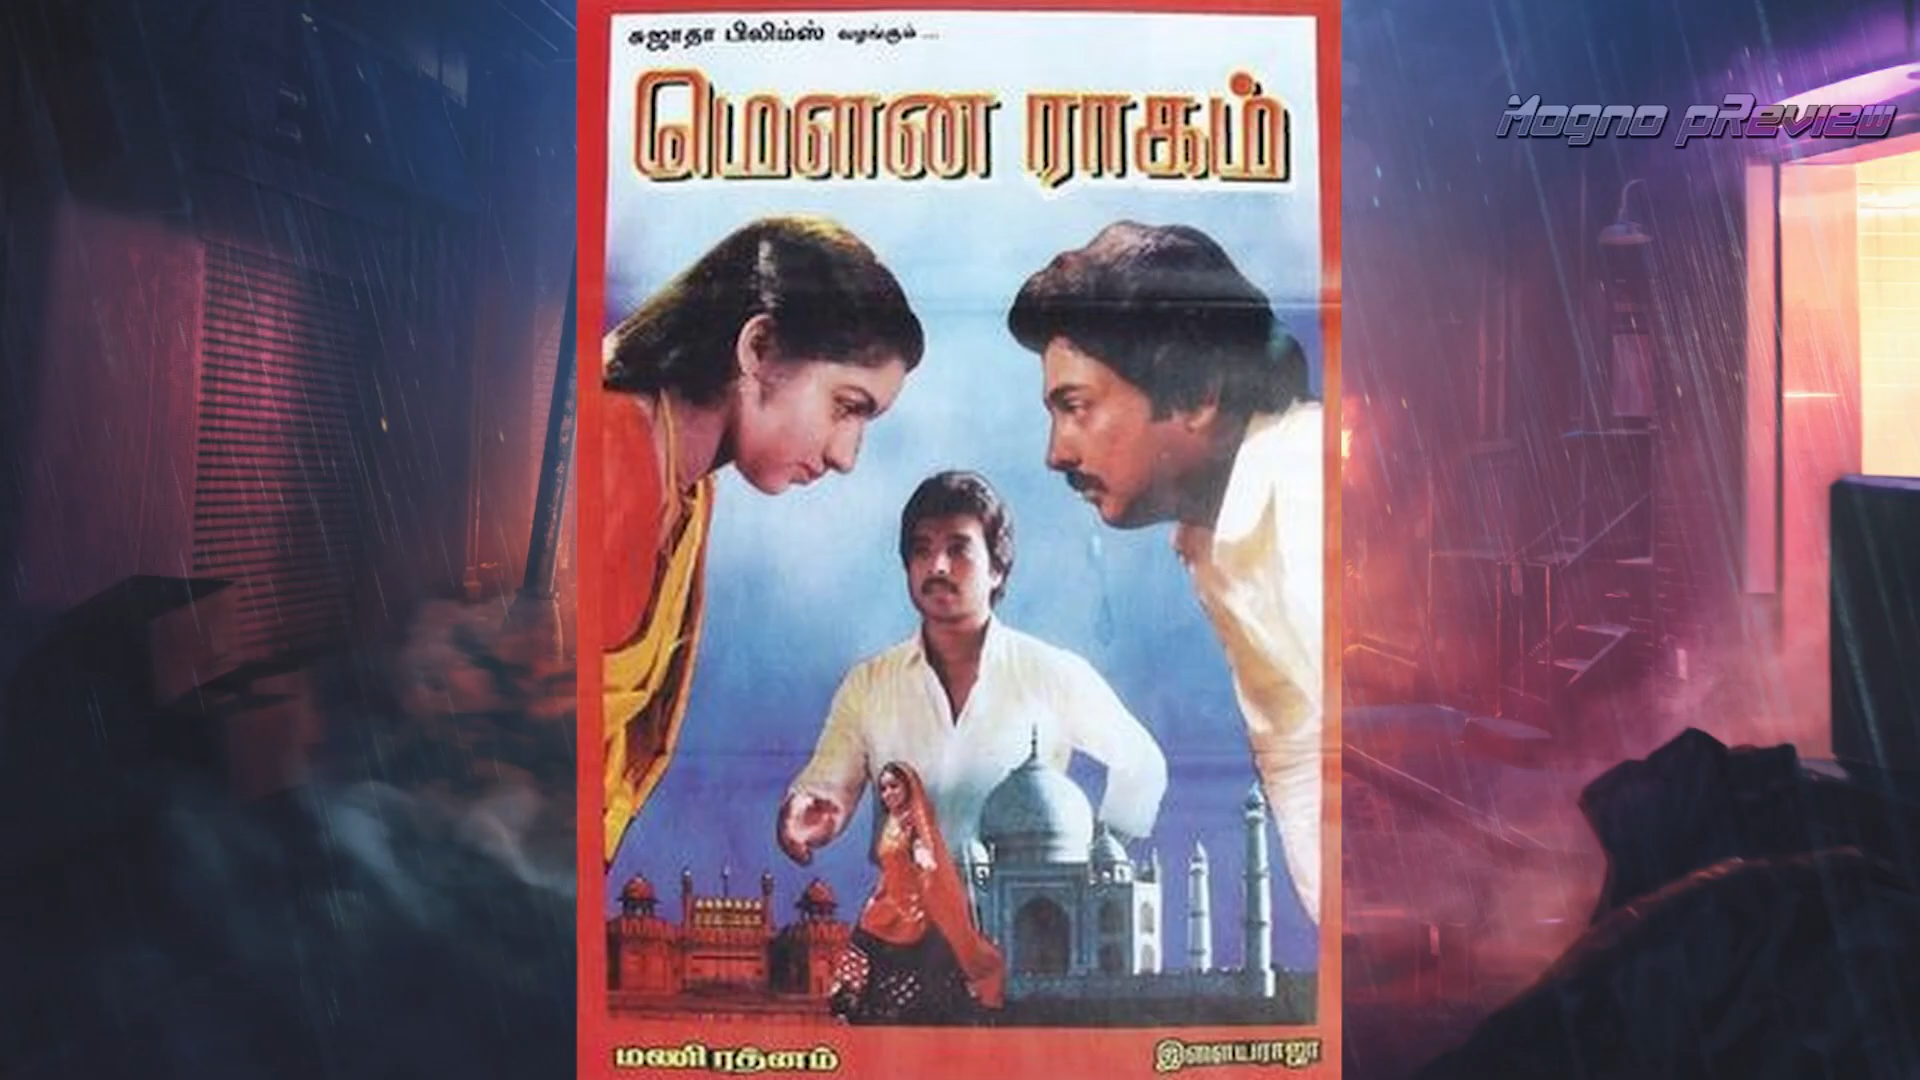 சுஜாதா பிலிம்ஸ் வழங்கும் ...
மௌன ராகம்
Mogno pReview
மணி ரத்னம்
இளையராஜா